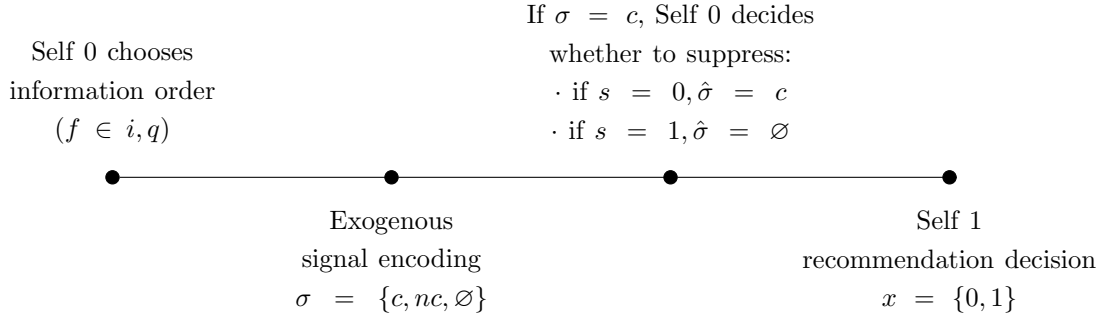 Self 0 chooses
information order
(f ∈ i, q)
Exogenous
signal encoding
σ = {c, nc, ∅}
If σ = c, Self 0 decides
whether to suppress:
· if s = 0, σ̂ = c
· if s = 1, σ̂ = ∅
Self 1
recommendation decision
x = {0, 1}